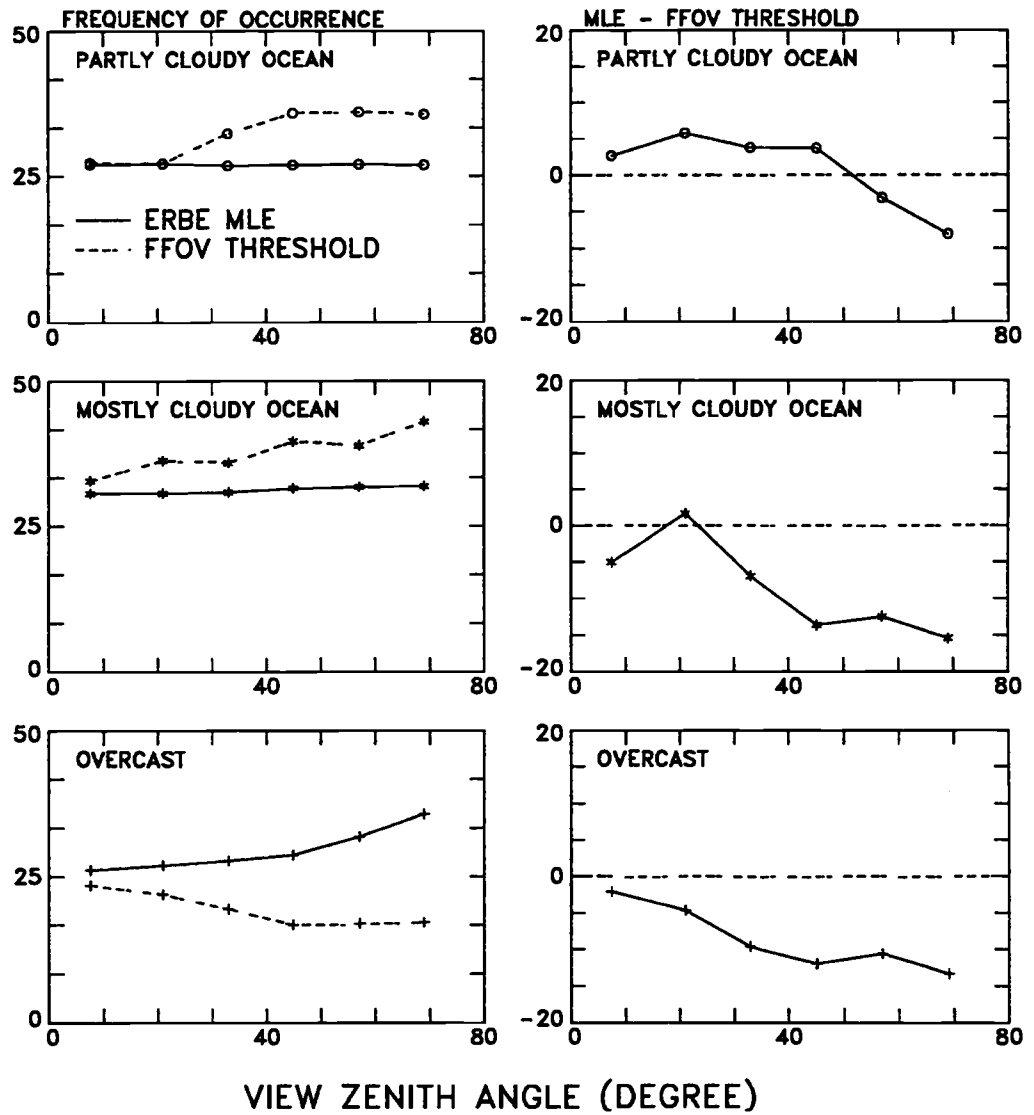 FREQUENCY OF OCCURRENCE
50
PARTLY CLOUDY OCEAN
25
ERBE MLE
FFOV THRESHOLD
0
0 40 80
MLE - FFOV THRESHOLD
20
PARTLY CLOUDY OCEAN
0
-20
0 40 80
50
MOSTLY CLOUDY OCEAN
25
0
0 40 80
20
MOSTLY CLOUDY OCEAN
0
-20
0 40 80
50
OVERCAST
25
0
0 40 80
20
OVERCAST
0
-20
0 40 80
VIEW ZENITH ANGLE (DEGREE)